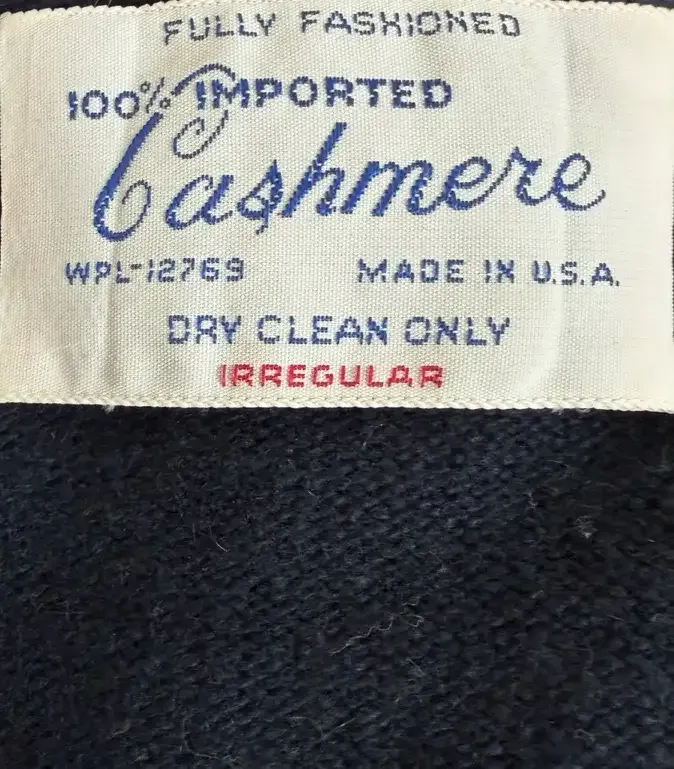 FULLY FASHIONED
100% IMPORTED
Cashmere
WPL-12769 MADE IN U.S.A.
DRY CLEAN ONLY
IRREGULAR